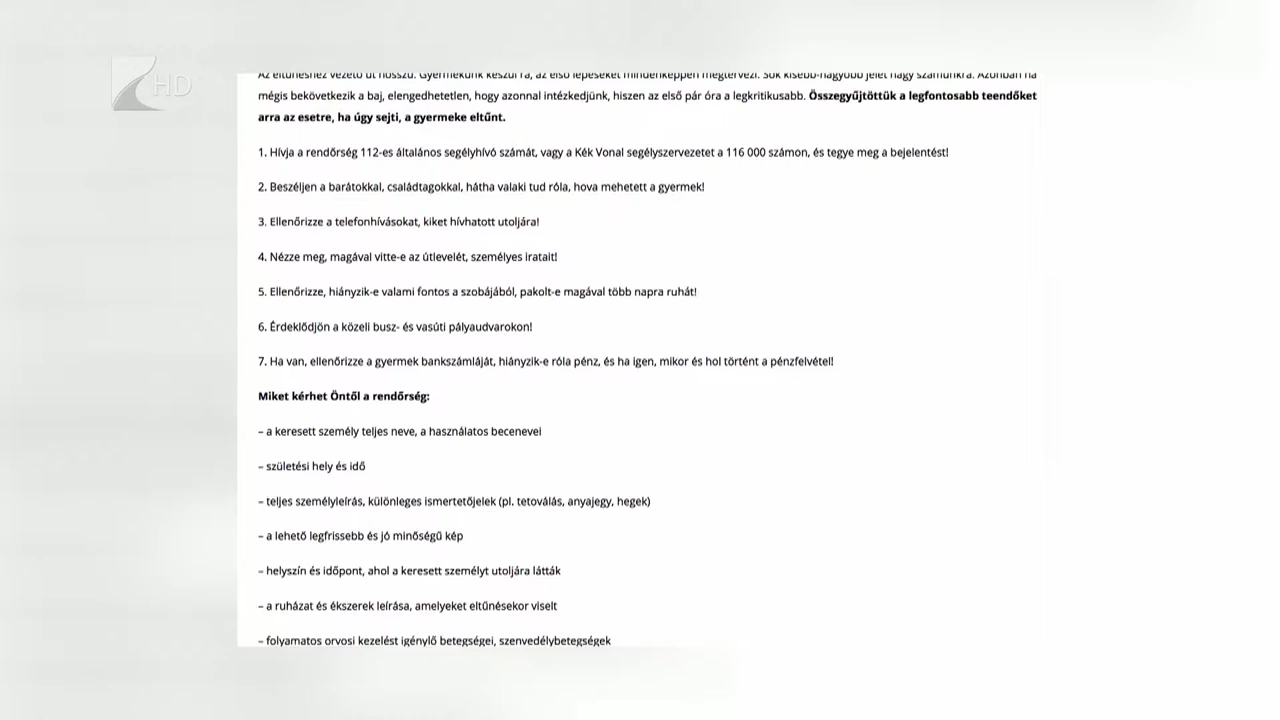 HD
Az eltűnéshez vezető út hosszú. Gyermekünk készül rá, az első lépéseket mindenképpen megtervezi. Sok kisebb-nagyobb jelet hagy számunkra. Azonban ha
mégis bekövetkezik a baj, elengedhetetlen, hogy azonnal intézkedjünk, hiszen az első pár óra a legkritikusabb. Összegyűjtöttük a legfontosabb teendőket
arra az esetre, ha úgy sejti, a gyermeke eltűnt.
1. Hívja a rendőrség 112-es általános segélyhívó számát, vagy a Kék Vonal segélyszervezetet a 116 000 számon, és tegye meg a bejelentést!
2. Beszéljen a barátokkal, családtagokkal, hátha valaki tud róla, hova mehetett a gyermek!
3. Ellenőrizze a telefonhívásokat, kiket hívhatott utoljára!
4. Nézze meg, magával vitte-e az útlevelét, személyes iratait!
5. Ellenőrizze, hiányzik-e valami fontos a szobájából, pakolt-e magával több napra ruhát!
6. Érdeklődjön a közeli busz- és vasúti pályaudvarokon!
7. Ha van, ellenőrizze a gyermek bankszámláját, hiányzik-e róla pénz, és ha igen, mikor és hol történt a pénzfelvétel!
Miket kérhet Öntől a rendőrség:
– a keresett személy teljes neve, a használatos becenevei
– születési hely és idő
– teljes személyleírás, különleges ismertetőjelek (pl. tetoválás, anyajegy, hegek)
– a lehető legfrissebb és jó minőségű kép
– helyszín és időpont, ahol a keresett személyt utoljára látták
– a ruházat és ékszerek leírása, amelyeket eltűnésekor viselt
– folyamatos orvosi kezelést igénylő betegségei, szenvedélybetegségek